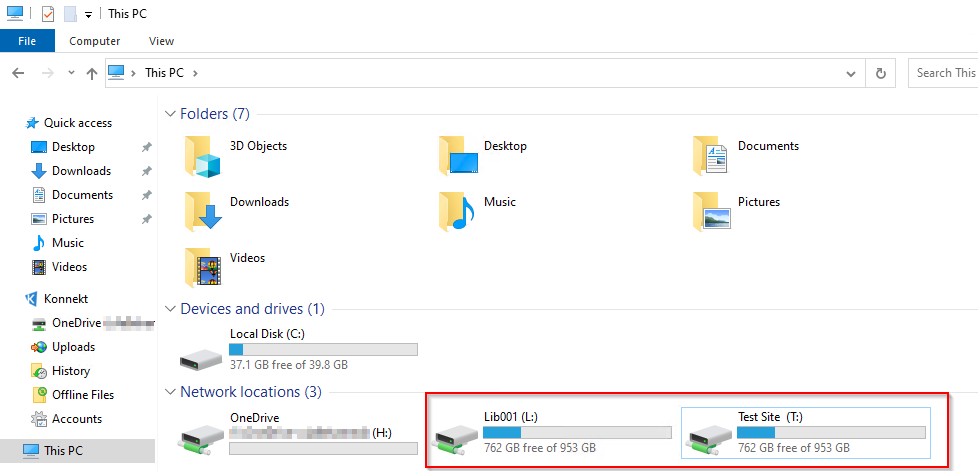 This PC
File Computer View
This PC
Search This
Quick access
Desktop
Downloads
Documents
Pictures
Music
Videos
Konnekt
OneDrive
Uploads
History
Offline Files
Accounts
This PC
Folders (7)
3D Objects
Desktop
Documents
Downloads
Music
Pictures
Videos
Devices and drives (1)
Local Disk (C:)
37.1 GB free of 39.8 GB
Network locations (3)
OneDrive
(H:)
Lib001 (L:)
762 GB free of 953 GB
Test Site (T:)
762 GB free of 953 GB